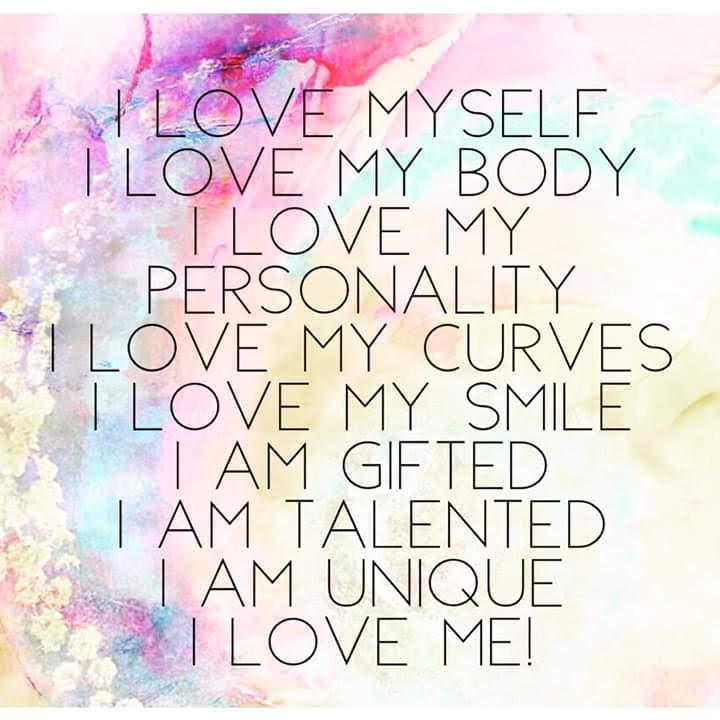 I LOVE MYSELF
I LOVE MY BODY
I LOVE MY
PERSONALITY
I LOVE MY CURVES
I LOVE MY SMILE
I AM GIFTED
I AM TALENTED
I AM UNIQUE
I LOVE ME!